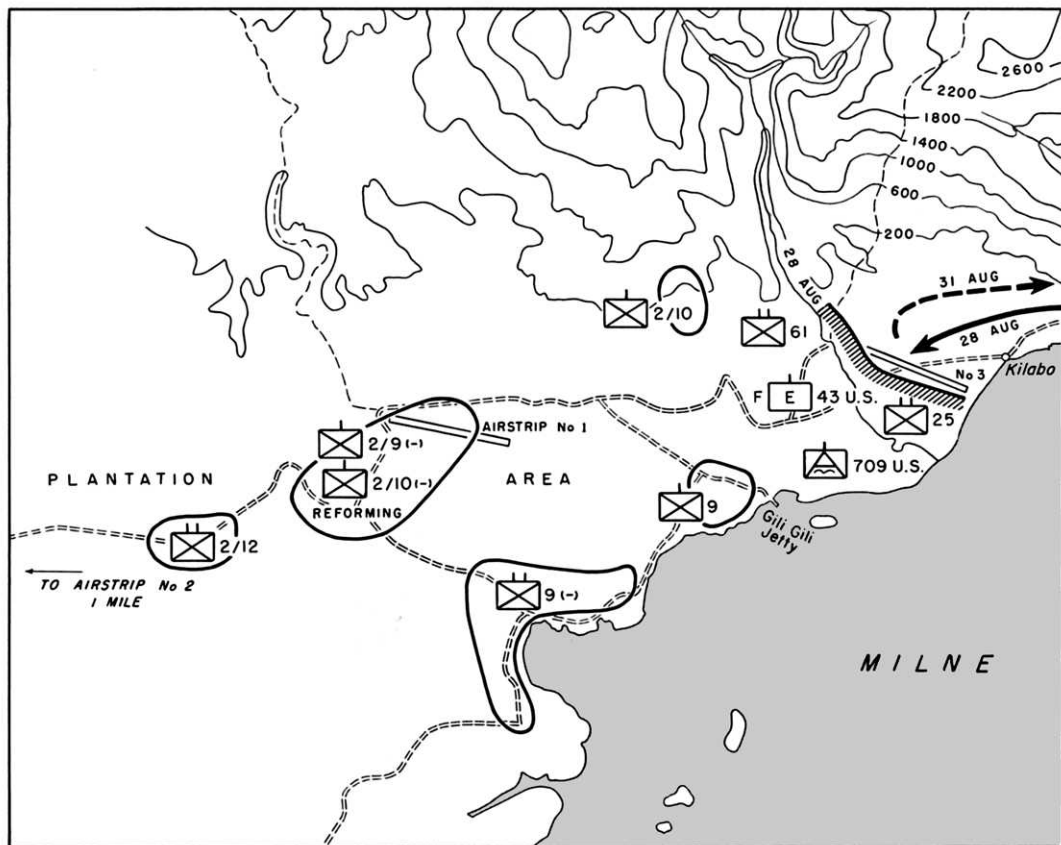 2600
2200
1800
1400
1000
600
200
28 AUG
31 AUG
28 AUG
2/10
61
No 3
Kilabo
F E 43 U.S.
25
AIRSTRIP No 1
2/9 (-)
709 U.S.
PLANTATION AREA
2/10 (-)
REFORMING
9
Gili Gili
Jetty
2/12
TO AIRSTRIP No 2
1 MILE
9 (-)
MILNE